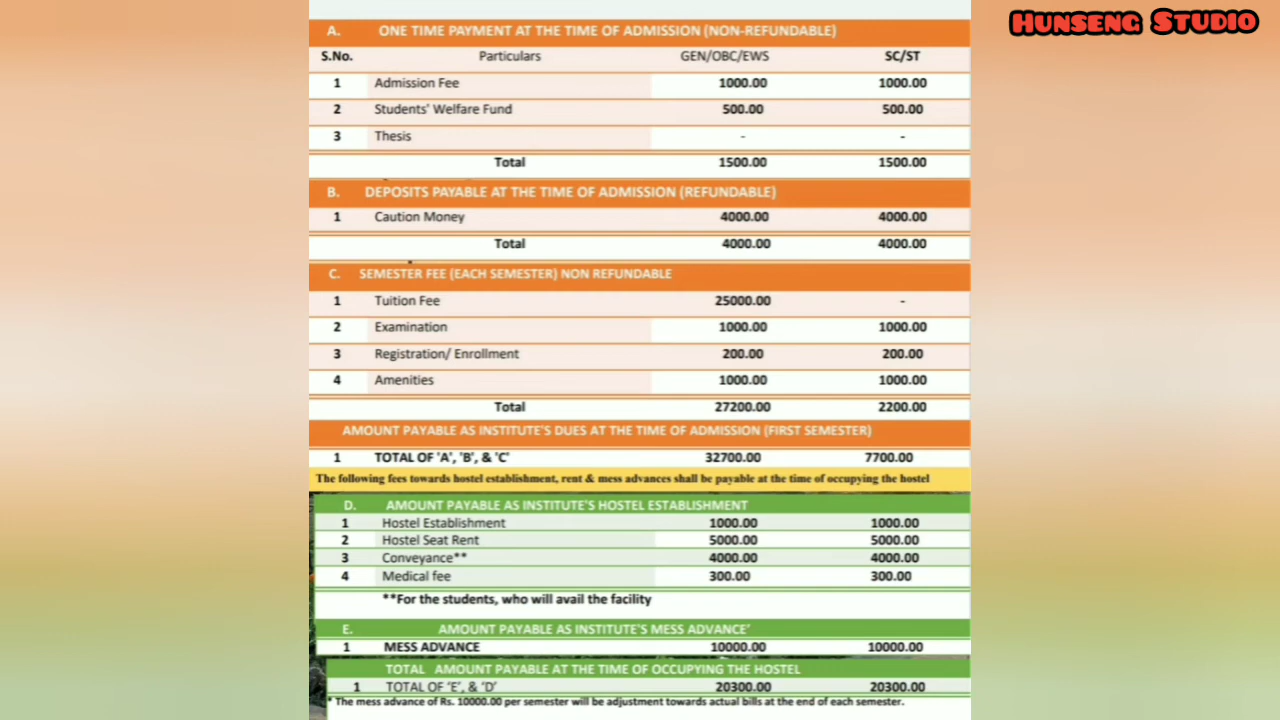 Hunseng Studio
A. ONE TIME PAYMENT AT THE TIME OF ADMISSION (NON-REFUNDABLE)
S.No. Particulars GEN/OBC/EWS SC/ST
1 Admission Fee 1000.00 1000.00
2 Students' Welfare Fund 500.00 500.00
3 Thesis - -
Total 1500.00 1500.00
B. DEPOSITS PAYABLE AT THE TIME OF ADMISSION (REFUNDABLE)
1 Caution Money 4000.00 4000.00
Total 4000.00 4000.00
C. SEMESTER FEE (EACH SEMESTER) NON REFUNDABLE
1 Tuition Fee 25000.00 -
2 Examination 1000.00 1000.00
3 Registration/ Enrollment 200.00 200.00
4 Amenities 1000.00 1000.00
Total 27200.00 2200.00
AMOUNT PAYABLE AS INSTITUTE'S DUES AT THE TIME OF ADMISSION (FIRST SEMESTER)
1 TOTAL OF 'A', 'B', & 'C' 32700.00 7700.00
The following fees towards hostel establishment, rent & mess advances shall be payable at the time of occupying the hostel
D. AMOUNT PAYABLE AS INSTITUTE'S HOSTEL ESTABLISHMENT
1 Hostel Establishment 1000.00 1000.00
2 Hostel Seat Rent 5000.00 5000.00
3 Conveyance** 4000.00 4000.00
4 Medical fee 300.00 300.00
**For the students, who will avail the facility
E. AMOUNT PAYABLE AS INSTITUTE'S MESS ADVANCE'
1 MESS ADVANCE 10000.00 10000.00
TOTAL AMOUNT PAYABLE AT THE TIME OF OCCUPYING THE HOSTEL
1 TOTAL OF 'E', & 'D' 20300.00 20300.00
* The mess advance of Rs. 10000.00 per semester will be adjustment towards actual bills at the end of each semester.